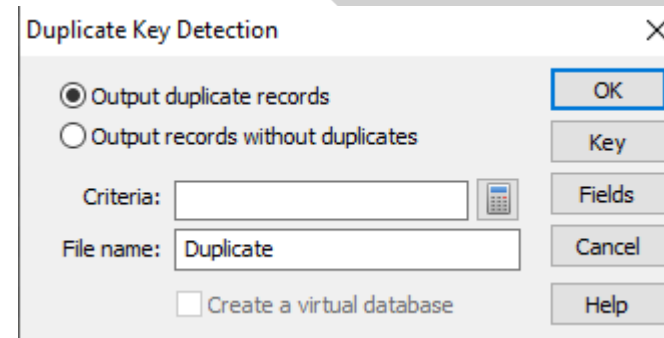 Duplicate Key Detection
Output duplicate records
OK
Output records without duplicates
Key
Criteria:
Fields
File name: Duplicate
Cancel
Create a virtual database
Help